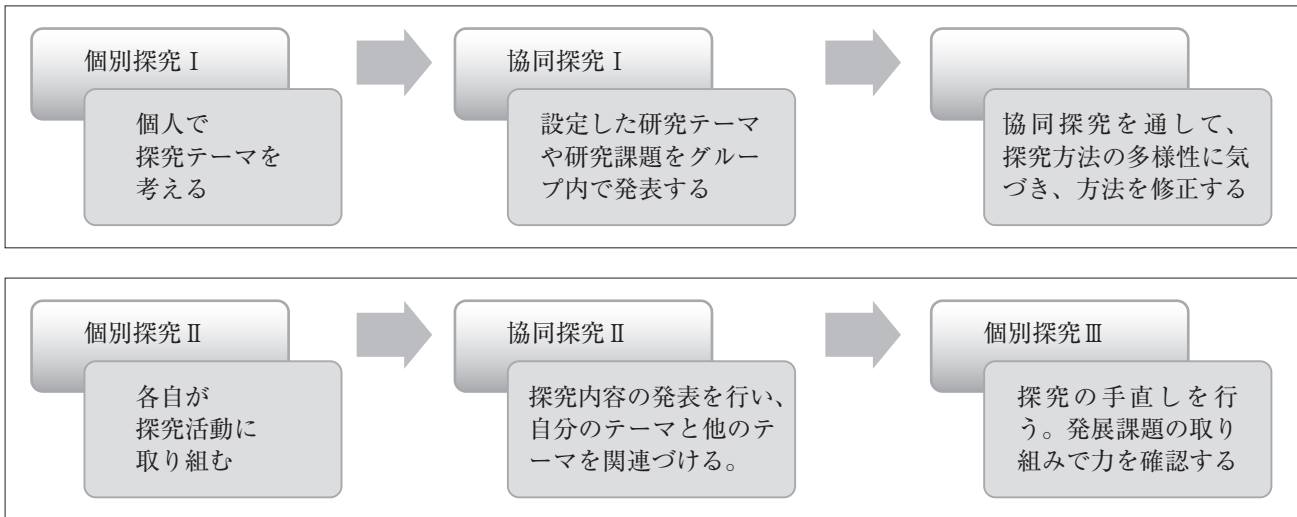 個別探究Ⅰ
個人で
探究テーマを
考える
協同探究Ⅰ
設定した研究テーマ
や研究課題をグルー
プ内で発表する
協同探究を通して、
探究方法の多様性に気
づき、方法を修正する
個別探究Ⅱ
各自が
探究活動に
取り組む
協同探究Ⅱ
探究内容の発表を行い、
自分のテーマと他のテ
ーマを関連づける。
個別探究Ⅲ
探究の手直しを行
う。発展課題の取り
組みで力を確認する